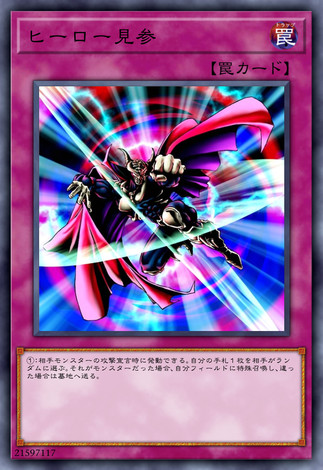 ヒーロー見参
トラップ
罠
【罠カード】
①:相手モンスターの攻撃宣言時に発動できる。自分の手札１枚を相手がラン
ダムに選ぶ。それがモンスターだった場合、自分フィールドに特殊召喚し、違っ
た場合は墓地へ送る。
21597117